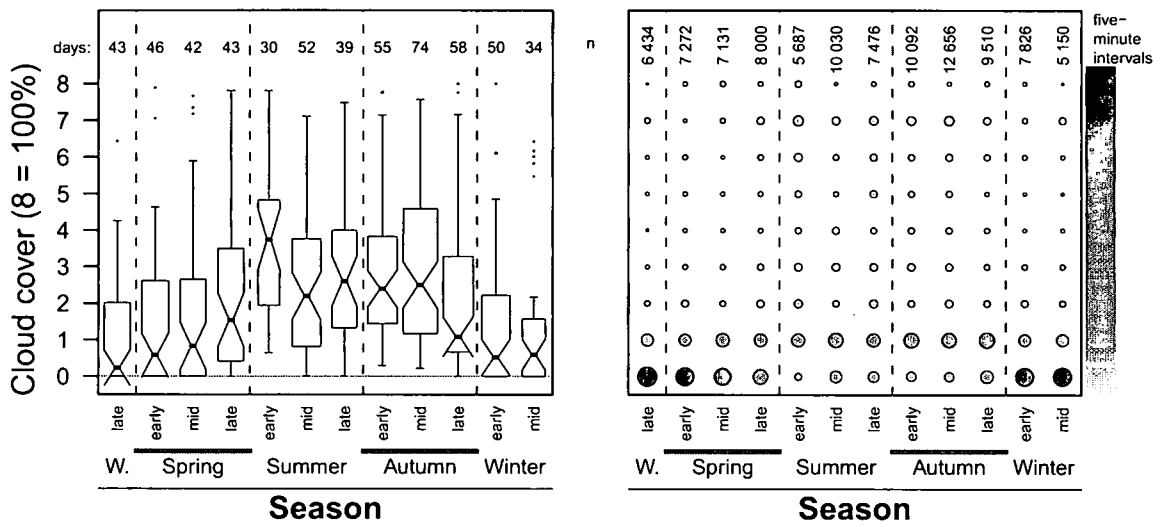 days: 43 46 42 43 30 52 39 55 74 58 50 34
8
7
6
5
4
3
2
1
0
Cloud cover (8 = 100%)
late early mid late early mid late early mid late early mid
W. Spring Summer Autumn Winter
Season
n 6 434 7 272 7 131 8 000 5 687 10 030 7 476 10 092 12 656 9 510 7 826 5 150
five-
minute
intervals
late early mid late early mid late early mid late early mid
W. Spring Summer Autumn Winter
Season